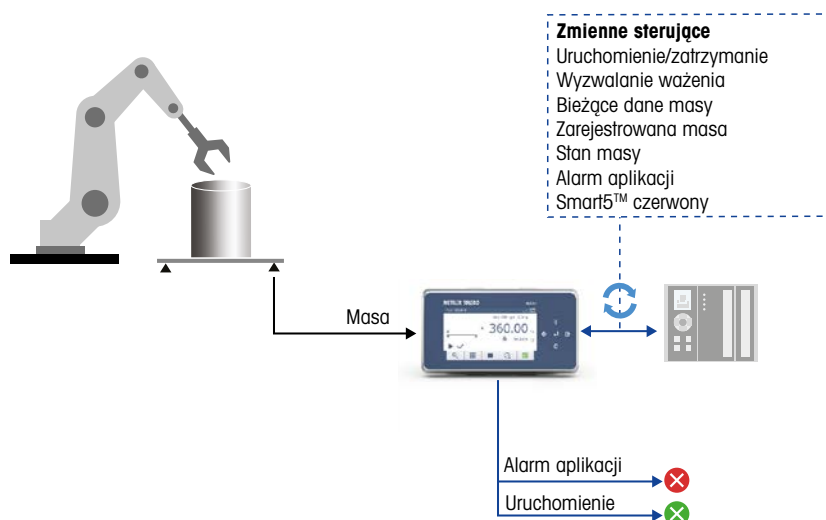 Zmienne sterujące
Uruchomienie/zatrzymanie
Wyzwalanie ważenia
Bieżące dane masy
Zarejestrowana masa
Stan masy
Alarm aplikacji
Smart5™ czerwony
Masa
METTLER TOLEDO
360.00
Alarm aplikacji
Uruchomienie